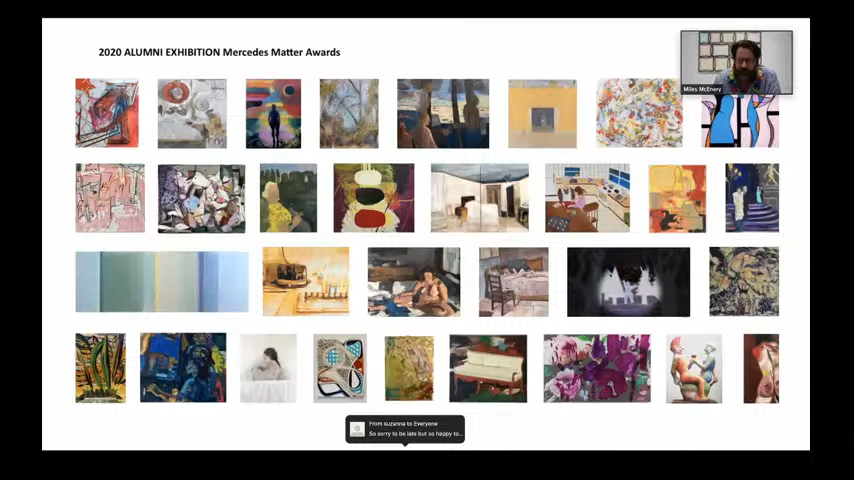 2020 ALUMNI EXHIBITION Mercedes Matter Awards
Miles McEnery
From suzanna to Everyone
So sorry to be late but so happy to...